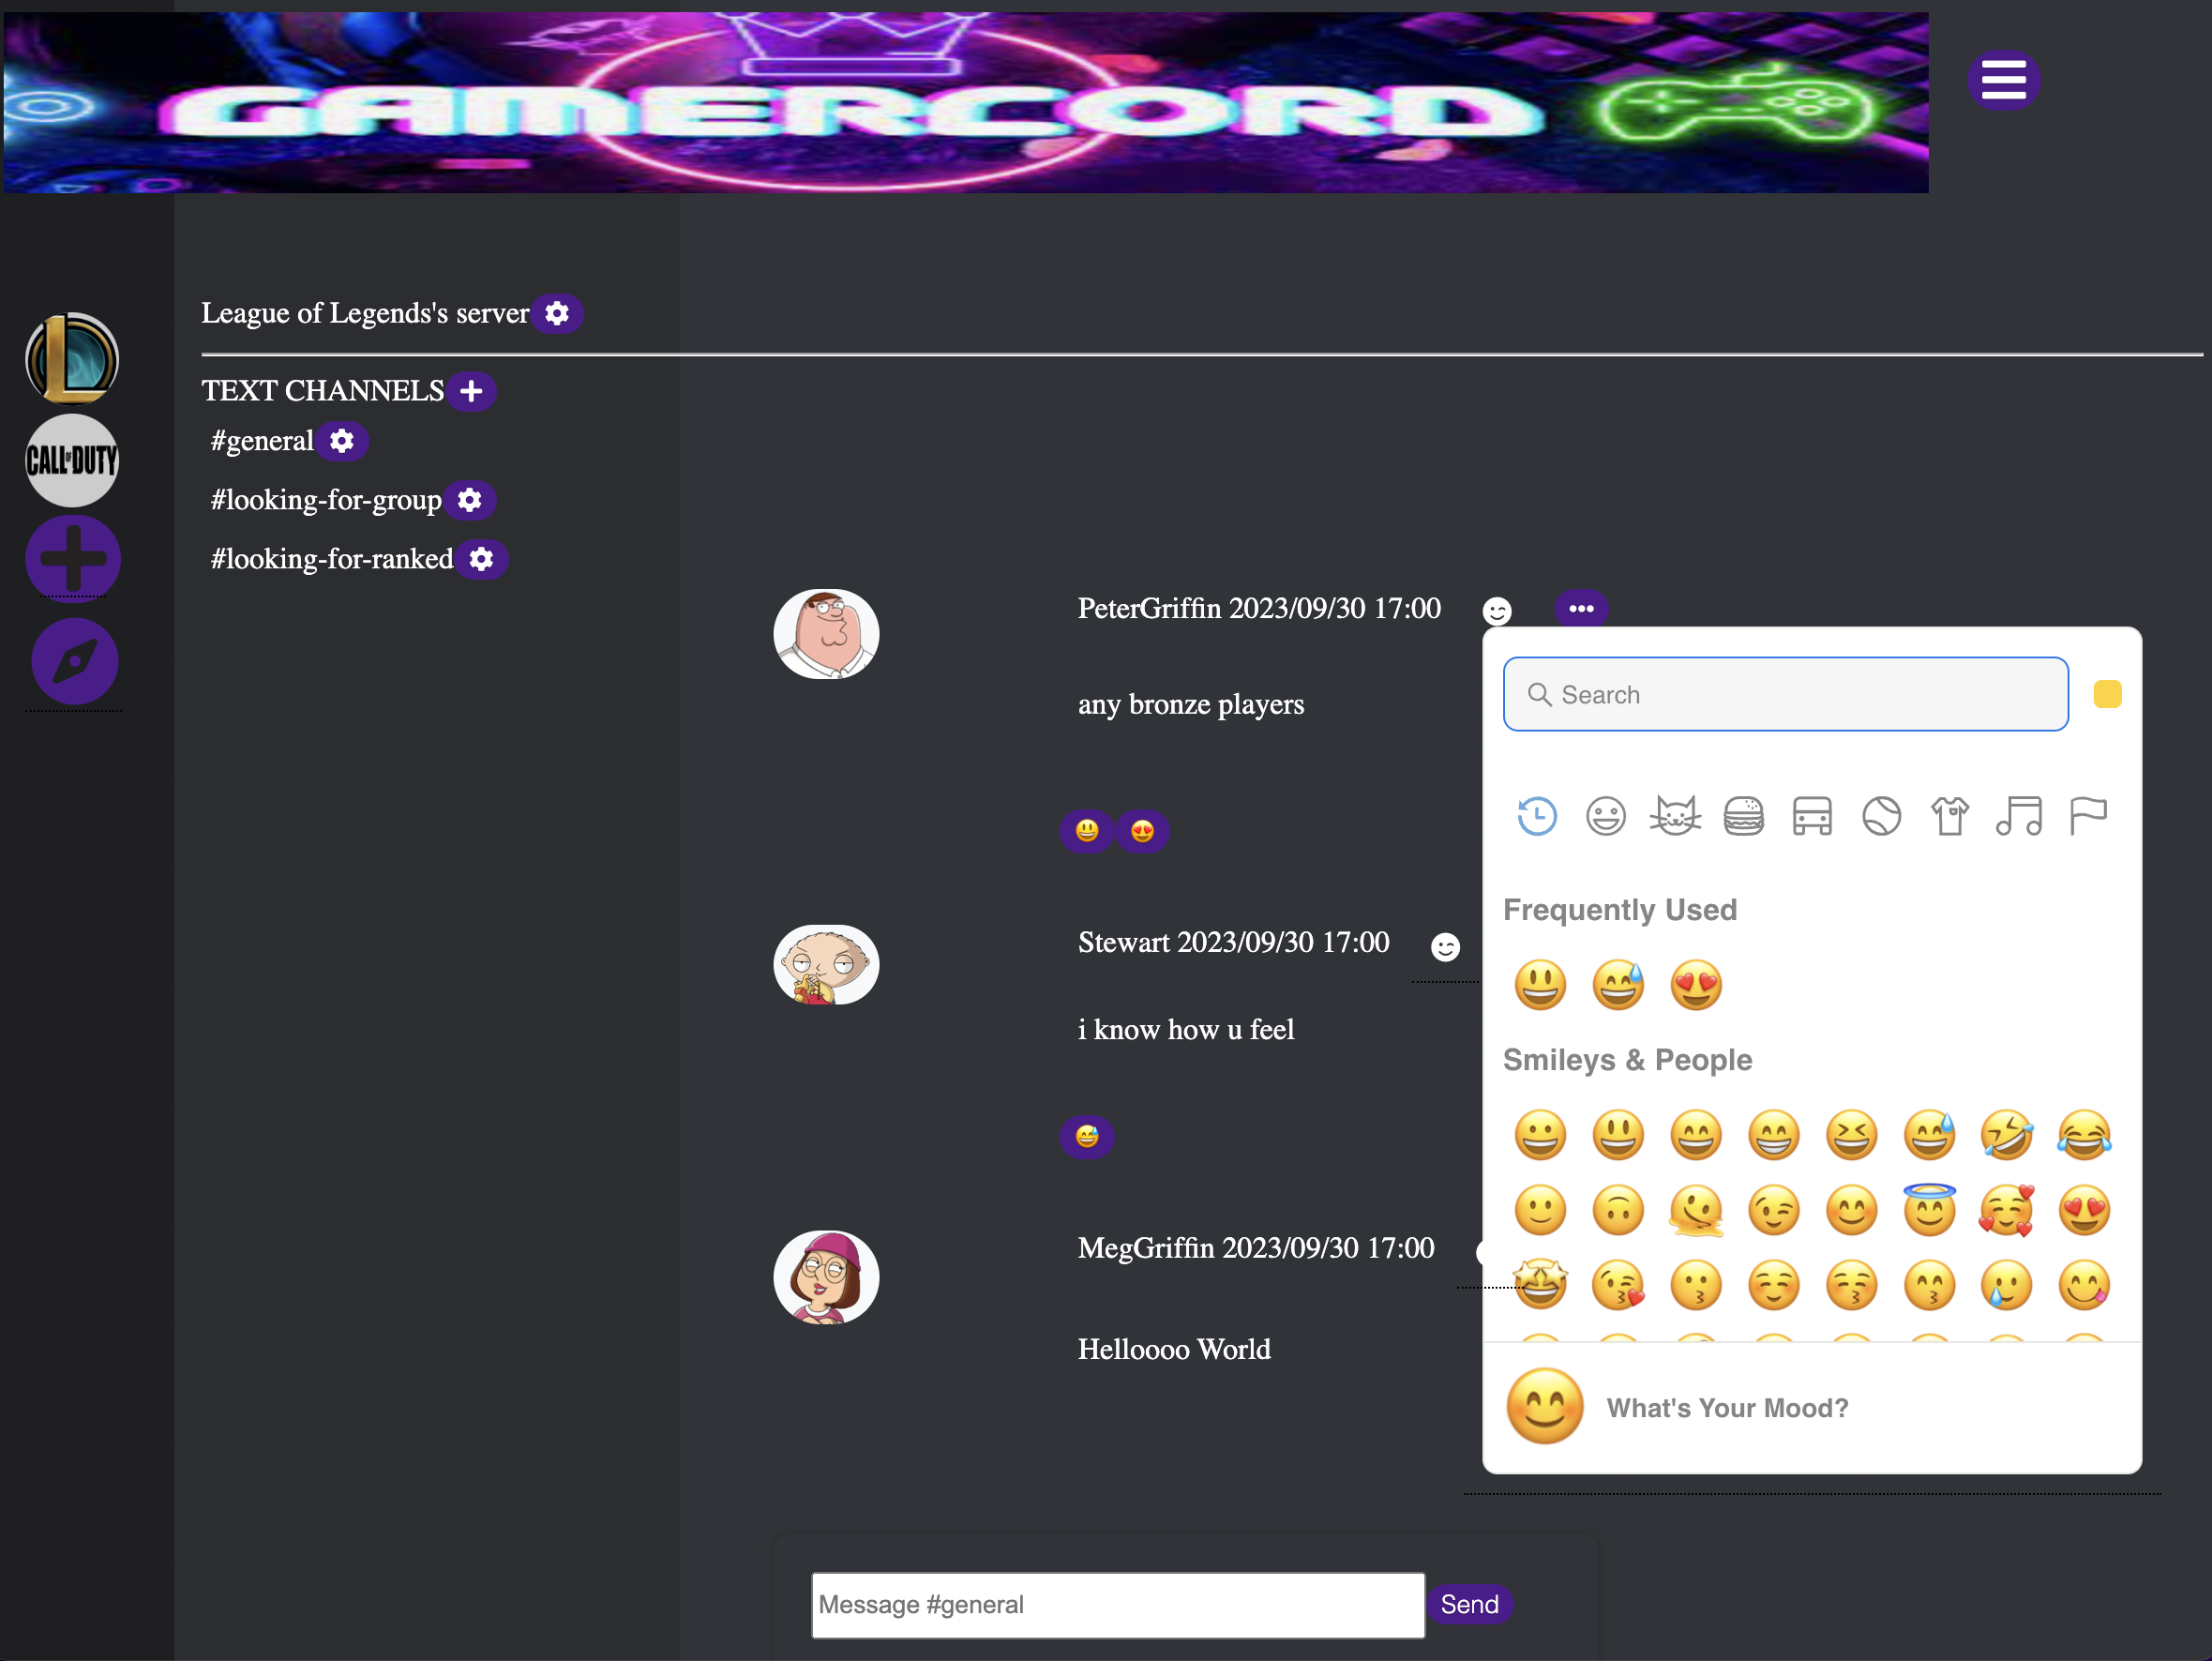 GAMERCORD
League of Legends's server
CALL OF DUTY
TEXT CHANNELS
#general
#looking-for-group
#looking-for-ranked
PeterGriffin 2023/09/30 17:00
any bronze players
Search
Frequently Used
Stewart 2023/09/30 17:00
i know how u feel
Smileys & People
MegGriffin 2023/09/30 17:00
Helloooo World
What's Your Mood?
Message #general
Send